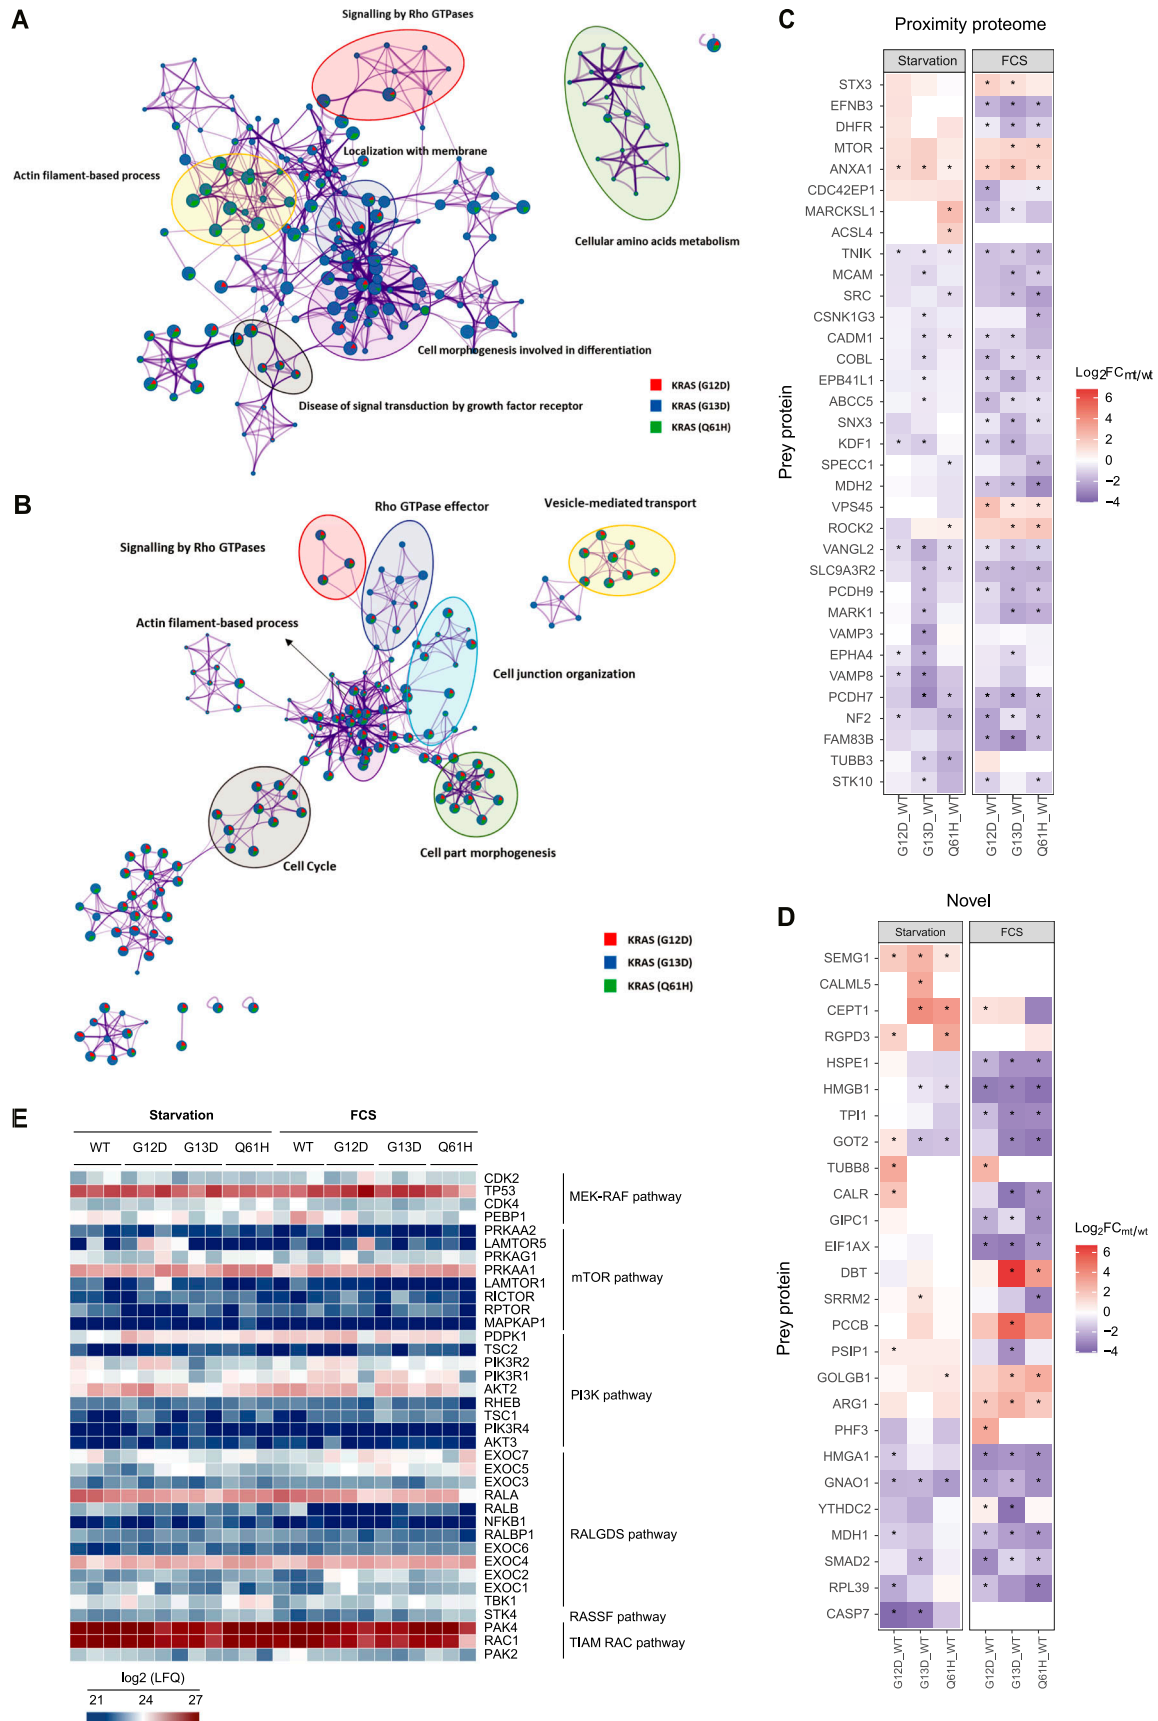 A
Signalling by Rho GTPases
Localization with membrane
Actin filament-based process
Cellular amino acids metabolism
Cell morphogenesis involved in differentiation
Disease of signal transduction by growth factor receptor
KRAS (G12D)
KRAS (G13D)
KRAS (Q61H)
B
Rho GTPase effector
Vesicle-mediated transport
Signalling by Rho GTPases
Actin filament-based process
Cell junction organization
Cell part morphogenesis
Cell Cycle
KRAS (G12D)
KRAS (G13D)
KRAS (Q61H)
C
Proximity proteome
Starvation FCS
Prey protein
STX3
EFNB3
DHFR
MTOR
ANXA1
CDC42EP1
MARCKSL1
ACSL4
TNIK
MCAM
SRC
CSNK1G3
CADM1
COBL
EPB41L1
ABCC5
SNX3
KDF1
SPECC1
MDH2
VPS45
ROCK2
VANGL2
SLC9A3R2
PCDH9
MARK1
VAMP3
EPHA4
VAMP8
PCDH7
NF2
FAM83B
TUBB3
STK10
G12D_WT
G13D_WT
Q61H_WT
G12D_WT
G13D_WT
Q61H_WT
Log2FCmt/wt
6
4
2
0
−2
−4
D
Novel
Starvation FCS
Prey protein
SEMG1
CALML5
CEPT1
RGPD3
HSPE1
HMGB1
TPI1
GOT2
TUBB8
CALR
GIPC1
EIF1AX
DBT
SRRM2
PCCB
PSIP1
GOLGB1
ARG1
PHF3
HMGA1
GNAO1
YTHDC2
MDH1
SMAD2
RPL39
CASP7
G12D_WT
G13D_WT
Q61H_WT
G12D_WT
G13D_WT
Q61H_WT
Log2FCmt/wt
6
4
2
0
−2
−4
E
Starvation FCS
WT G12D G13D Q61H WT G12D G13D Q61H
CDK2
TP53
CDK4
PEBP1
PRKAA2
LAMTOR5
PRKAG1
PRKAA1
LAMTOR1
RICTOR
RPTOR
MAPKAP1
PDPK1
TSC2
PIK3R2
PIK3R1
AKT2
RHEB
TSC1
PIK3R4
AKT3
EXOC7
EXOC5
EXOC3
RALA
RALB
NFKB1
RALBP1
EXOC6
EXOC4
EXOC2
EXOC1
TBK1
STK4
PAK4
RAC1
PAK2
MEK-RAF pathway
mTOR pathway
PI3K pathway
RALGDS pathway
RASSF pathway
TIAM RAC pathway
log2 (LFQ)
21 24 27